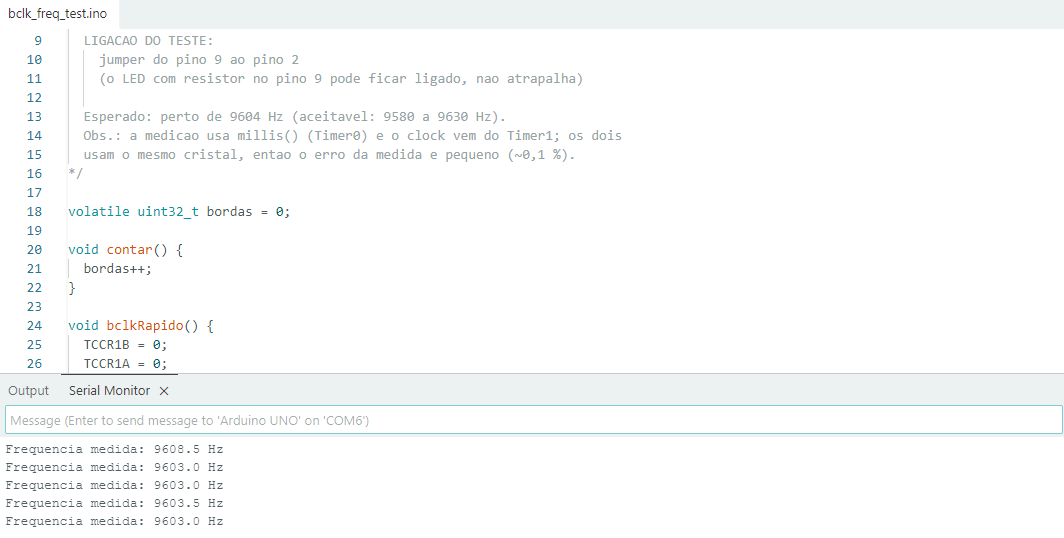 bclk_freq_test.ino
9 LIGACAO DO TESTE:
10 jumper do pino 9 ao pino 2
11 (o LED com resistor no pino 9 pode ficar ligado, nao atrapalha)
12
13 Esperado: perto de 9604 Hz (aceitavel: 9580 a 9630 Hz).
14 Obs.: a medicao usa millis() (Timer0) e o clock vem do Timer1; os dois
15 usam o mesmo cristal, entao o erro da medida e pequeno (~0,1 %).
16 */
17
18 volatile uint32_t bordas = 0;
19
20 void contar() {
21 bordas++;
22 }
23
24 void bclkRapido() {
25 TCCR1B = 0;
26 TCCR1A = 0;
Output Serial Monitor ×
Message (Enter to send message to 'Arduino UNO' on 'COM6')
Frequencia medida: 9608.5 Hz
Frequencia medida: 9603.0 Hz
Frequencia medida: 9603.0 Hz
Frequencia medida: 9603.5 Hz
Frequencia medida: 9603.0 Hz